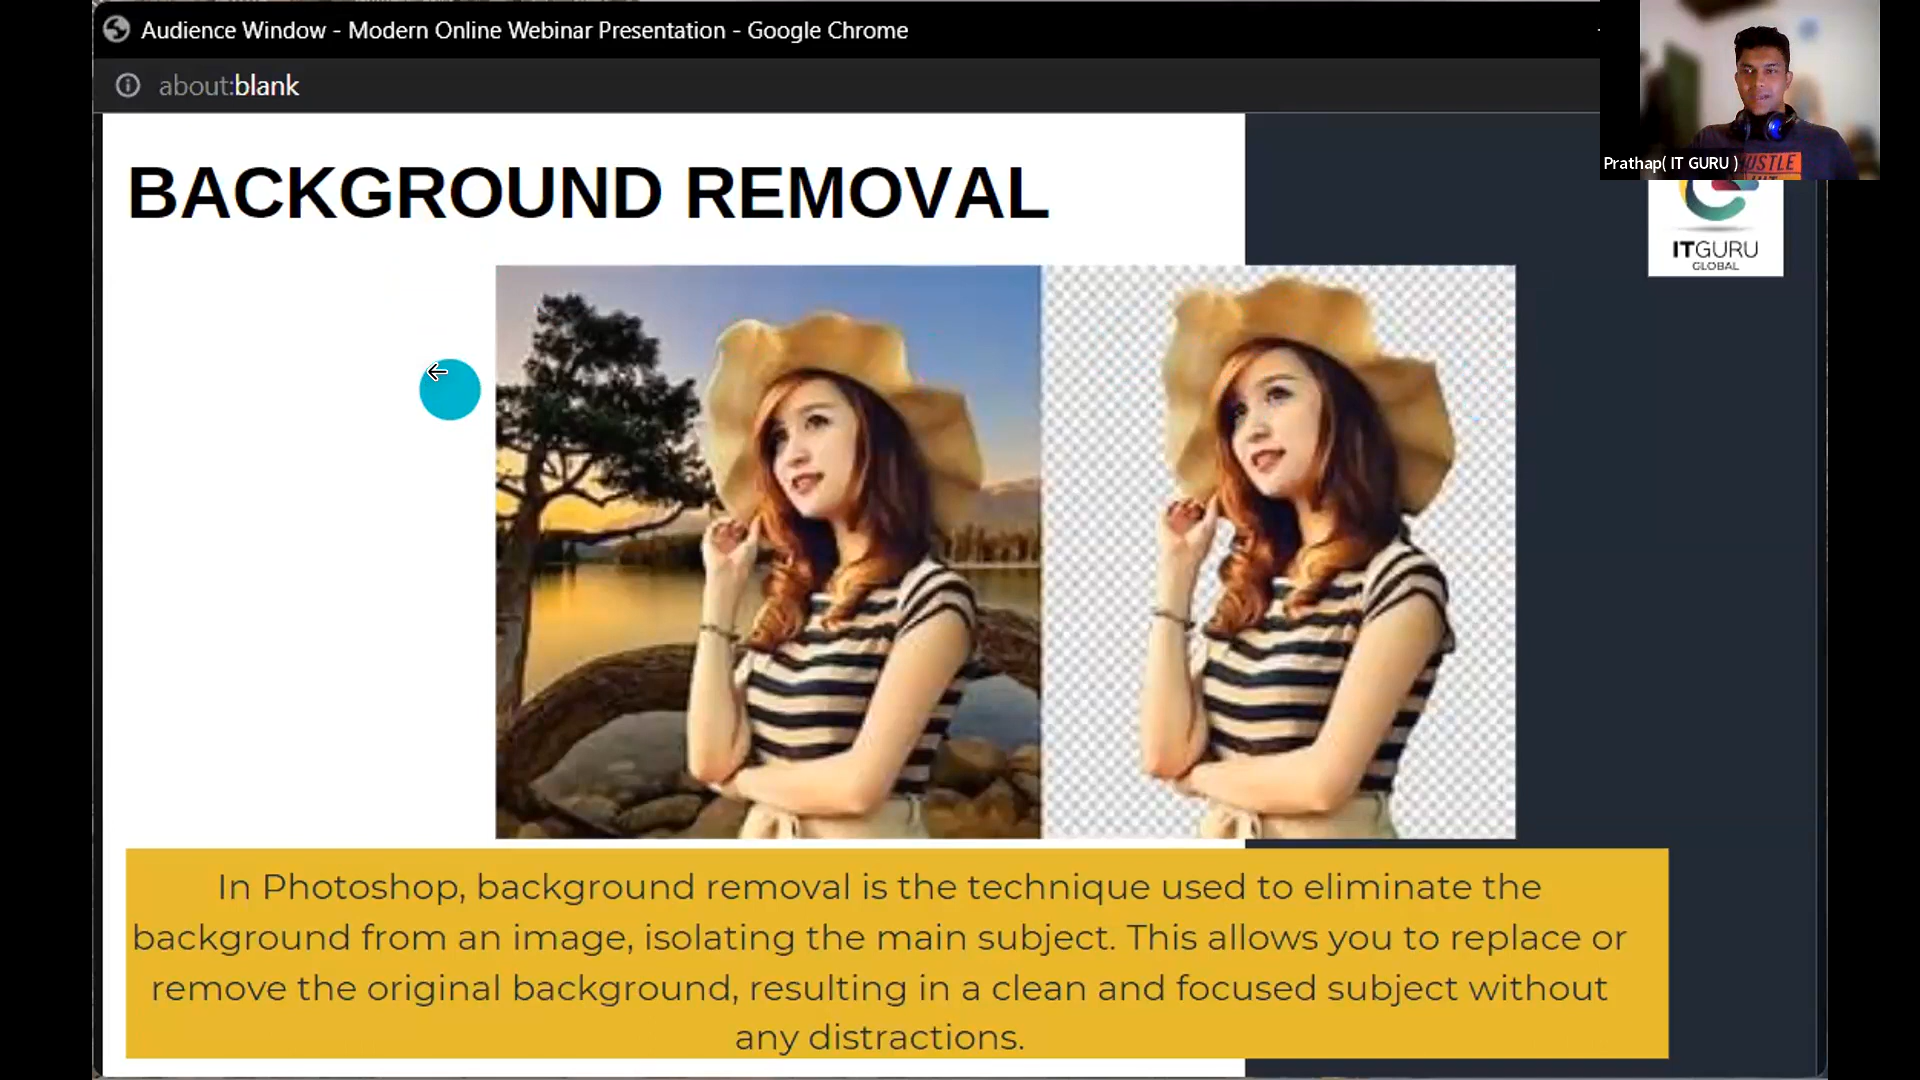 Audience Window - Modern Online Webinar Presentation - Google Chrome
about:blank
Prathap( IT GURU )
BACKGROUND REMOVAL
ITGURU
GLOBAL
In Photoshop, background removal is the technique used to eliminate the
background from an image, isolating the main subject. This allows you to replace or
remove the original background, resulting in a clean and focused subject without
any distractions.